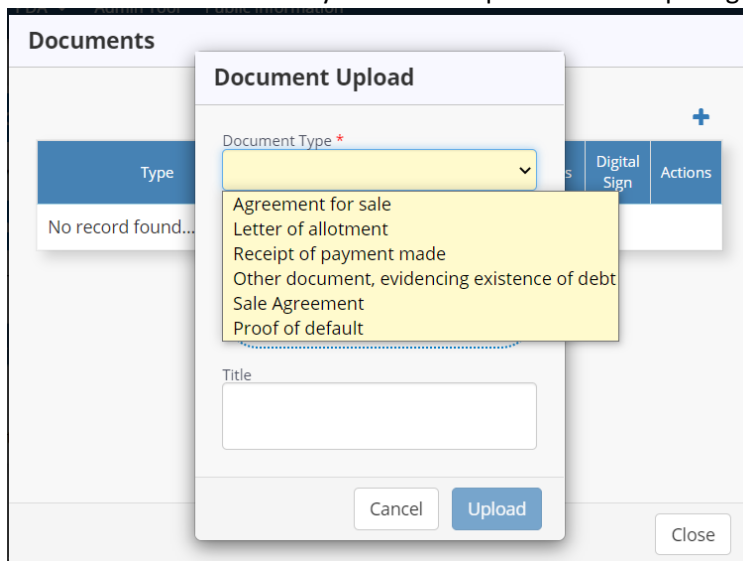 Documents
Document Upload
Document Type *
Type
s
Digital
Sign
Actions
No record found...
Agreement for sale
Letter of allotment
Receipt of payment made
Other document, evidencing existence of debt
Sale Agreement
Proof of default
Title
Cancel
Upload
Close